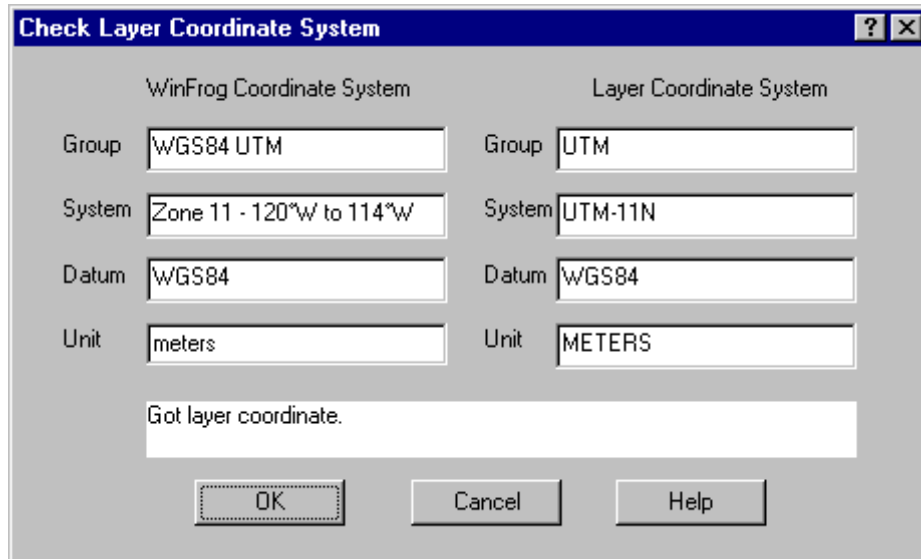 Check Layer Coordinate System
WinFrog Coordinate System Layer Coordinate System
Group WGS84 UTM Group UTM
System Zone 11 - 120°W to 114°W System UTM-11N
Datum WGS84 Datum WGS84
Unit meters Unit METERS
Got layer coordinate.
OK Cancel Help